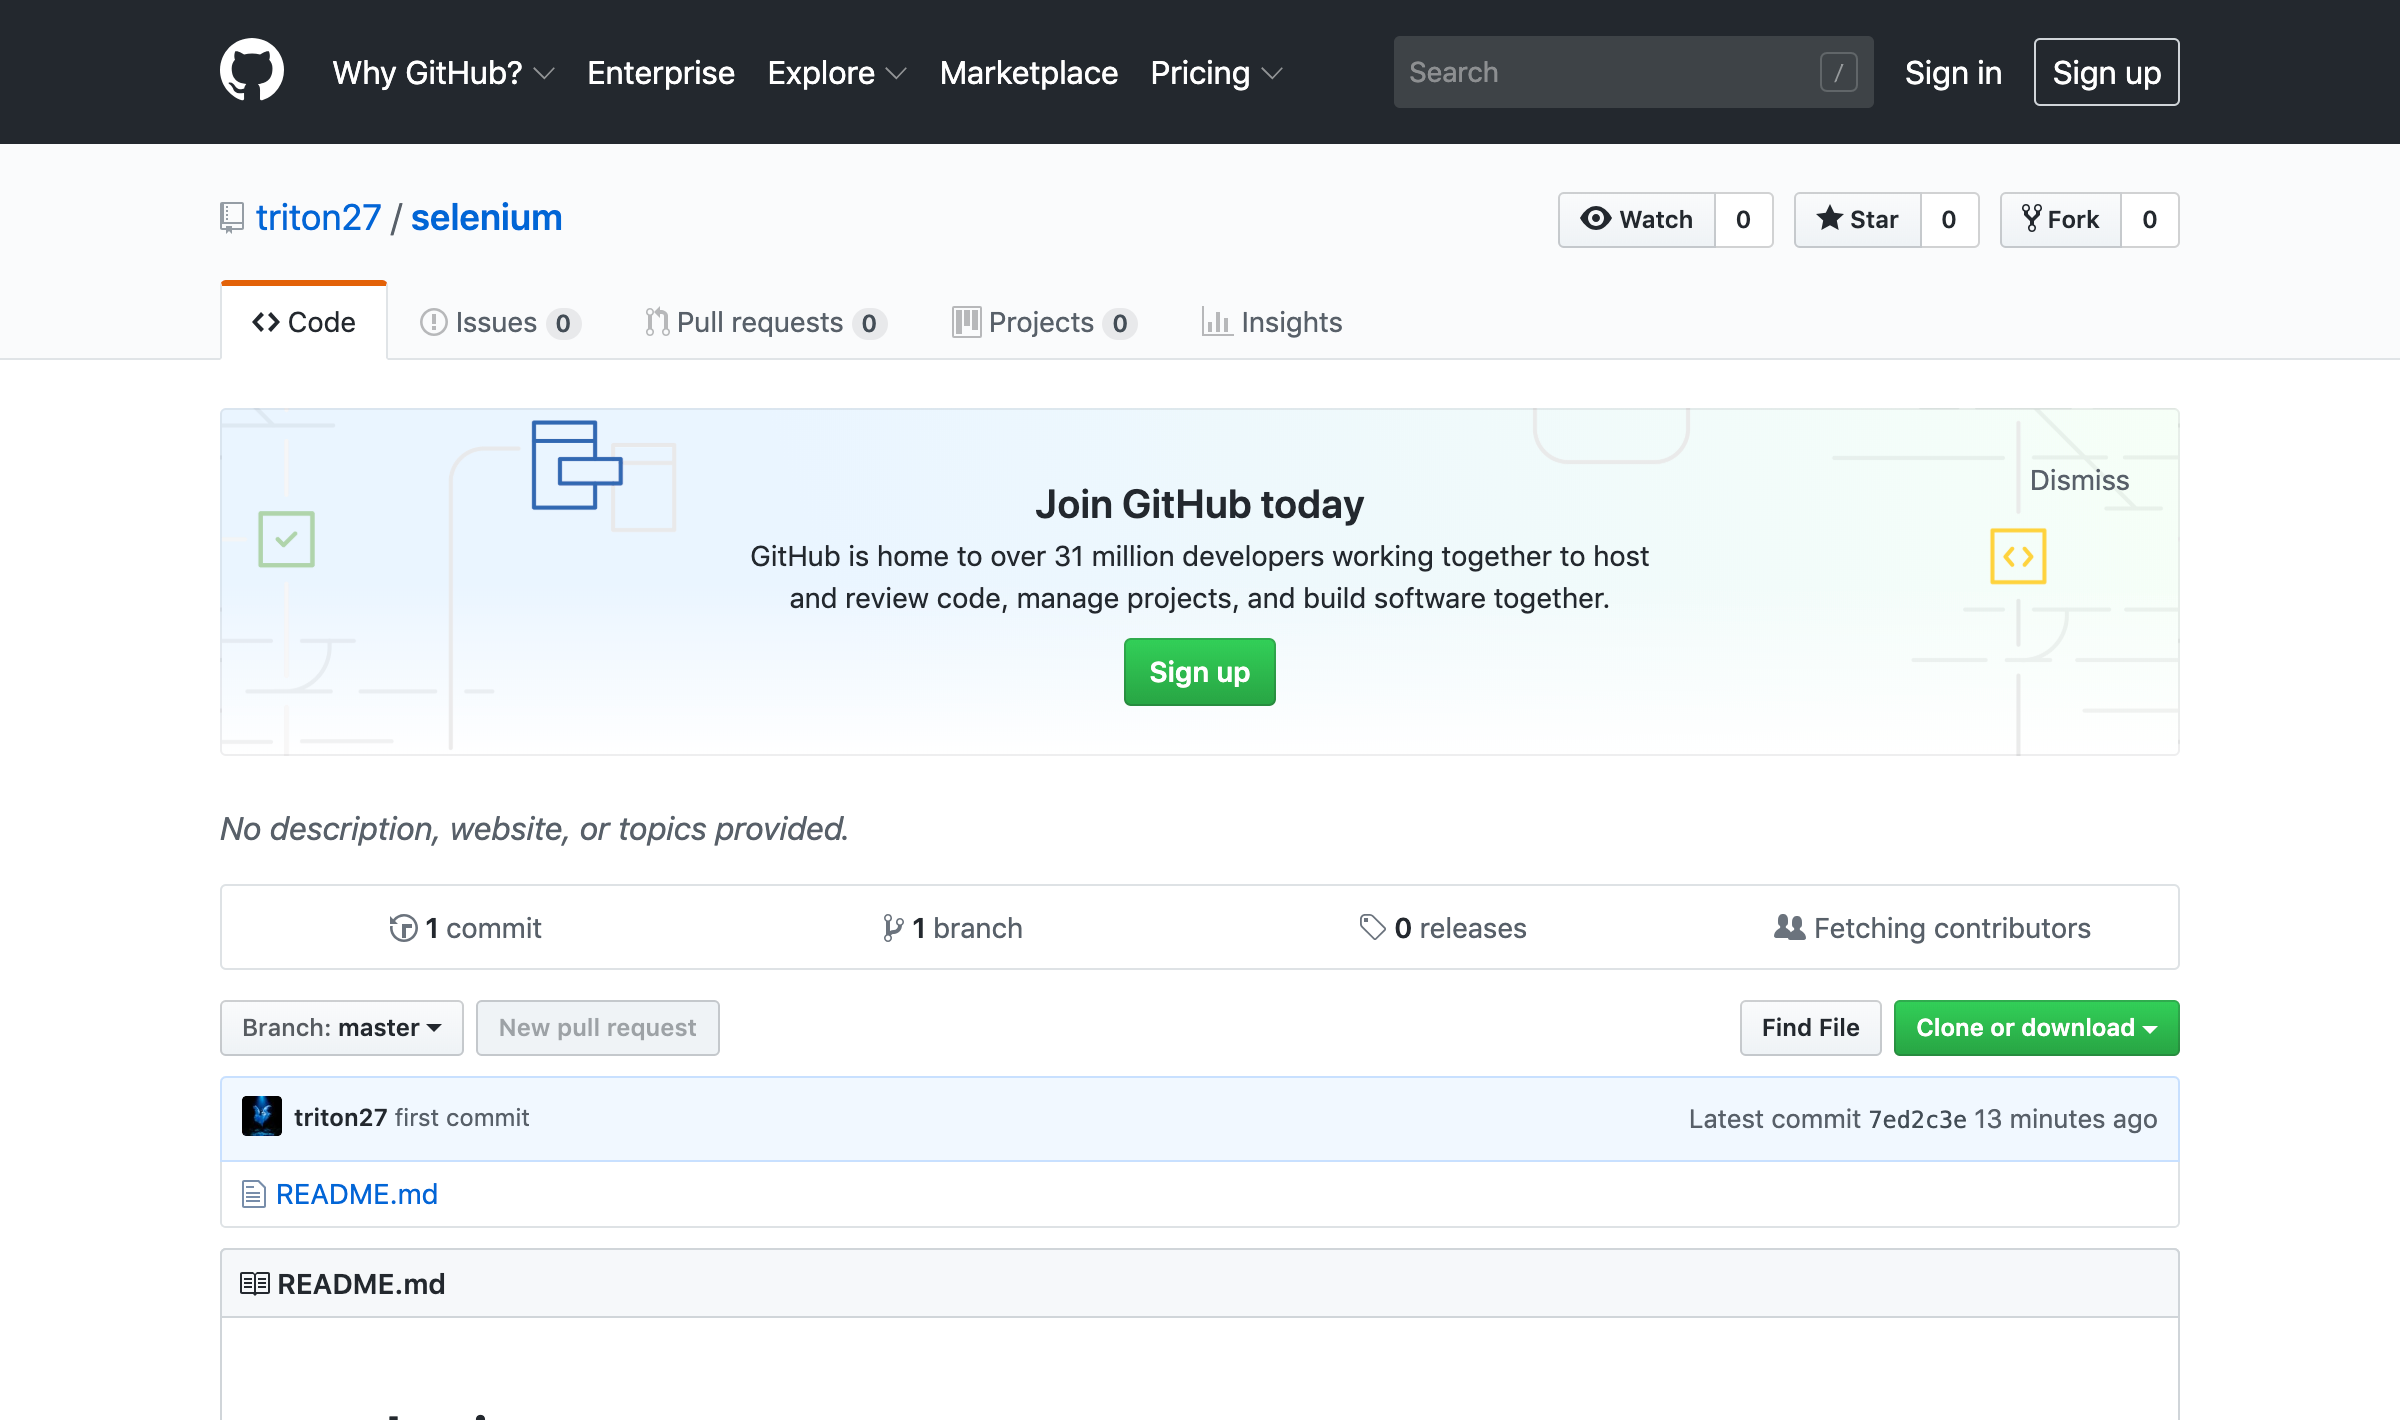 Why GitHub? Enterprise Explore Marketplace Pricing Search / Sign in Sign up
triton27 / selenium Watch 0 Star 0 Fork 0
Code Issues 0 Pull requests 0 Projects 0 Insights
Dismiss
Join GitHub today
GitHub is home to over 31 million developers working together to host
and review code, manage projects, and build software together.
Sign up
No description, website, or topics provided.
1 commit 1 branch 0 releases Fetching contributors
Branch: master New pull request Find File Clone or download
triton27 first commit Latest commit 7ed2c3e 13 minutes ago
README.md
README.md